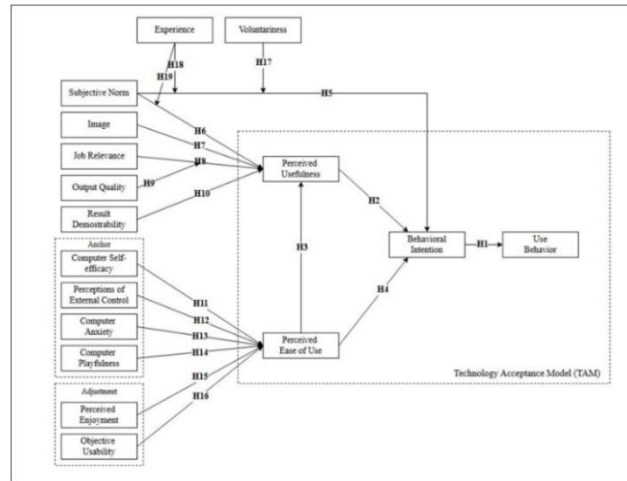 Experience
Voluntariness
H18
H19
H17
Subjective Norm
H5
Image
H6
H7
Job Relevance
H8
Perceived
Usefulness
Output Quality
H9
H10
H2
Result
Demostrability
Anchor
Computer Self-
efficacy
H3
Behavioral
Intention
H1
Use
Behavior
Perceptions
of External Control
H11
H12
H4
Computer
Anxiety
H13
Perceived
Ease of Use
Computer
Playfulness
H14
Technology Acceptance Model (TAM)
H15
Adjustment
H16
Perceived
Enjoyment
Objective
Usability